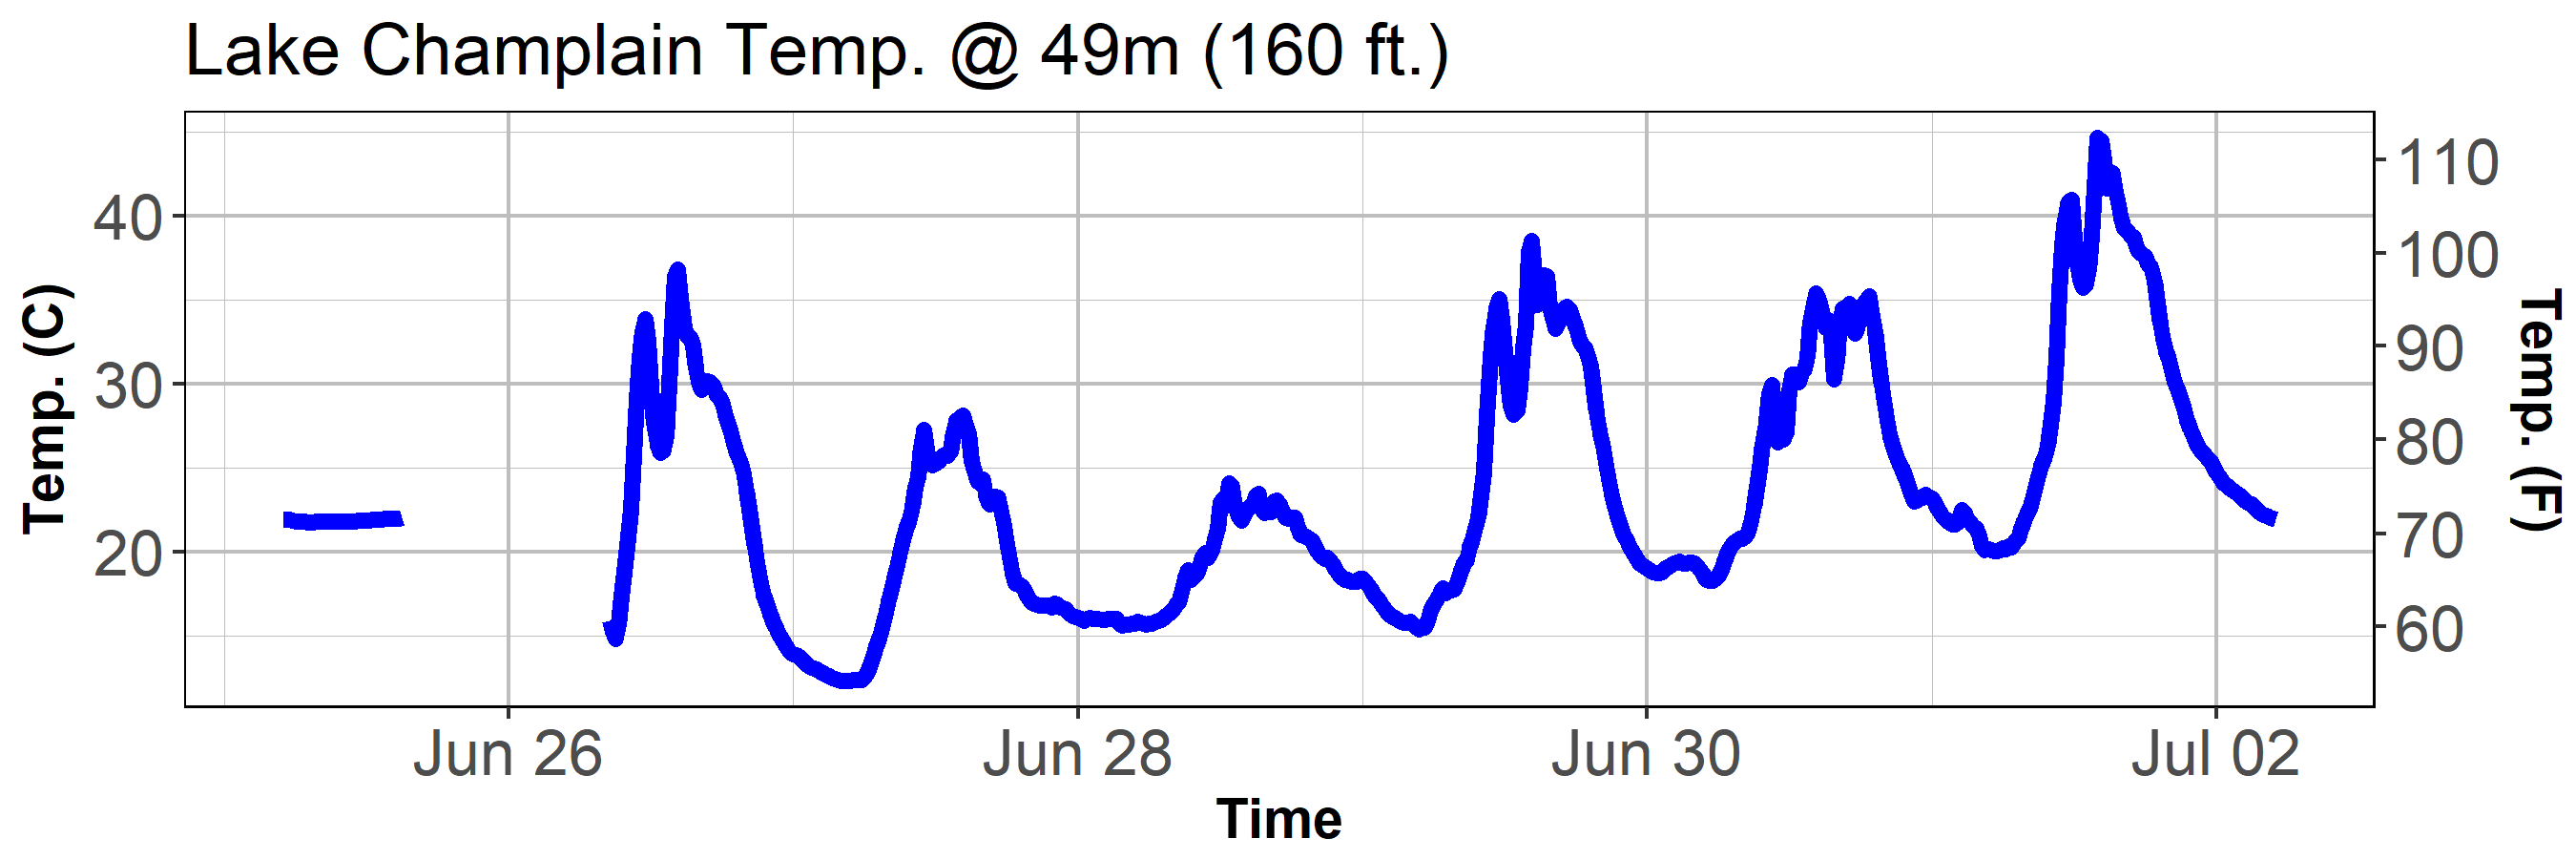 Lake Champlain Temp. @ 49m (160 ft.)
Temp. (C)
40
30
20
110
100
90
80
70
60
Temp. (F)
Jun 26 Jun 28 Jun 30 Jul 02
Time